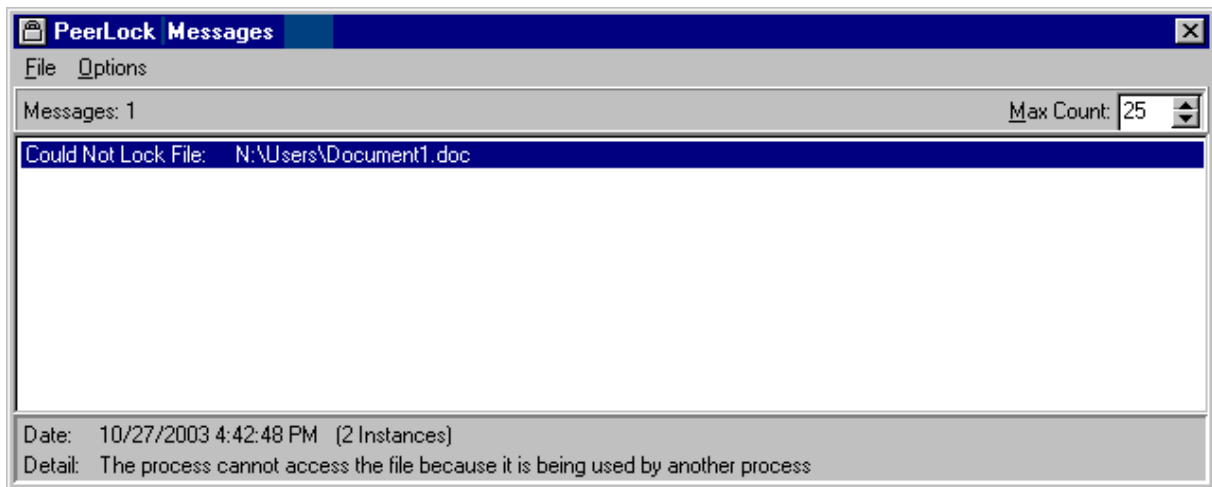 PeerLock Messages
File Options
Messages: 1 Max Count: 25
Could Not Lock File: N:\Users\Document1.doc
Date: 10/27/2003 4:42:48 PM (2 Instances)
Detail: The process cannot access the file because it is being used by another process